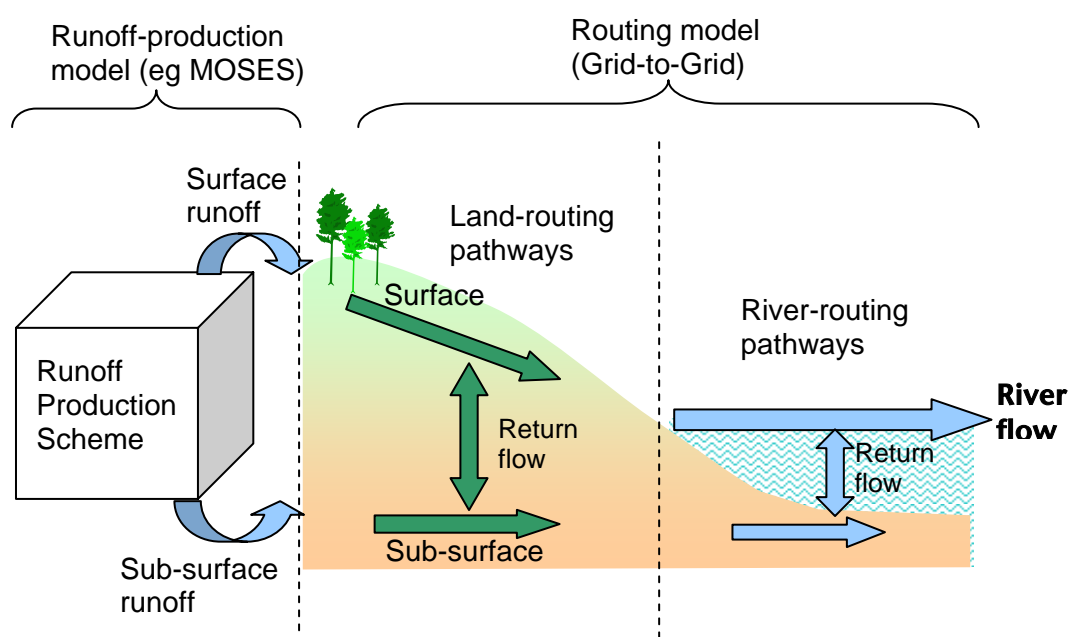 Runoff-production
model (eg MOSES)
Routing model
(Grid-to-Grid)
Surface
runoff
Land-routing
pathways
Surface
River-routing
pathways
Runoff
Production
Scheme
Return
flow
River
flow
Return
flow
Sub-surface
Sub-surface
runoff